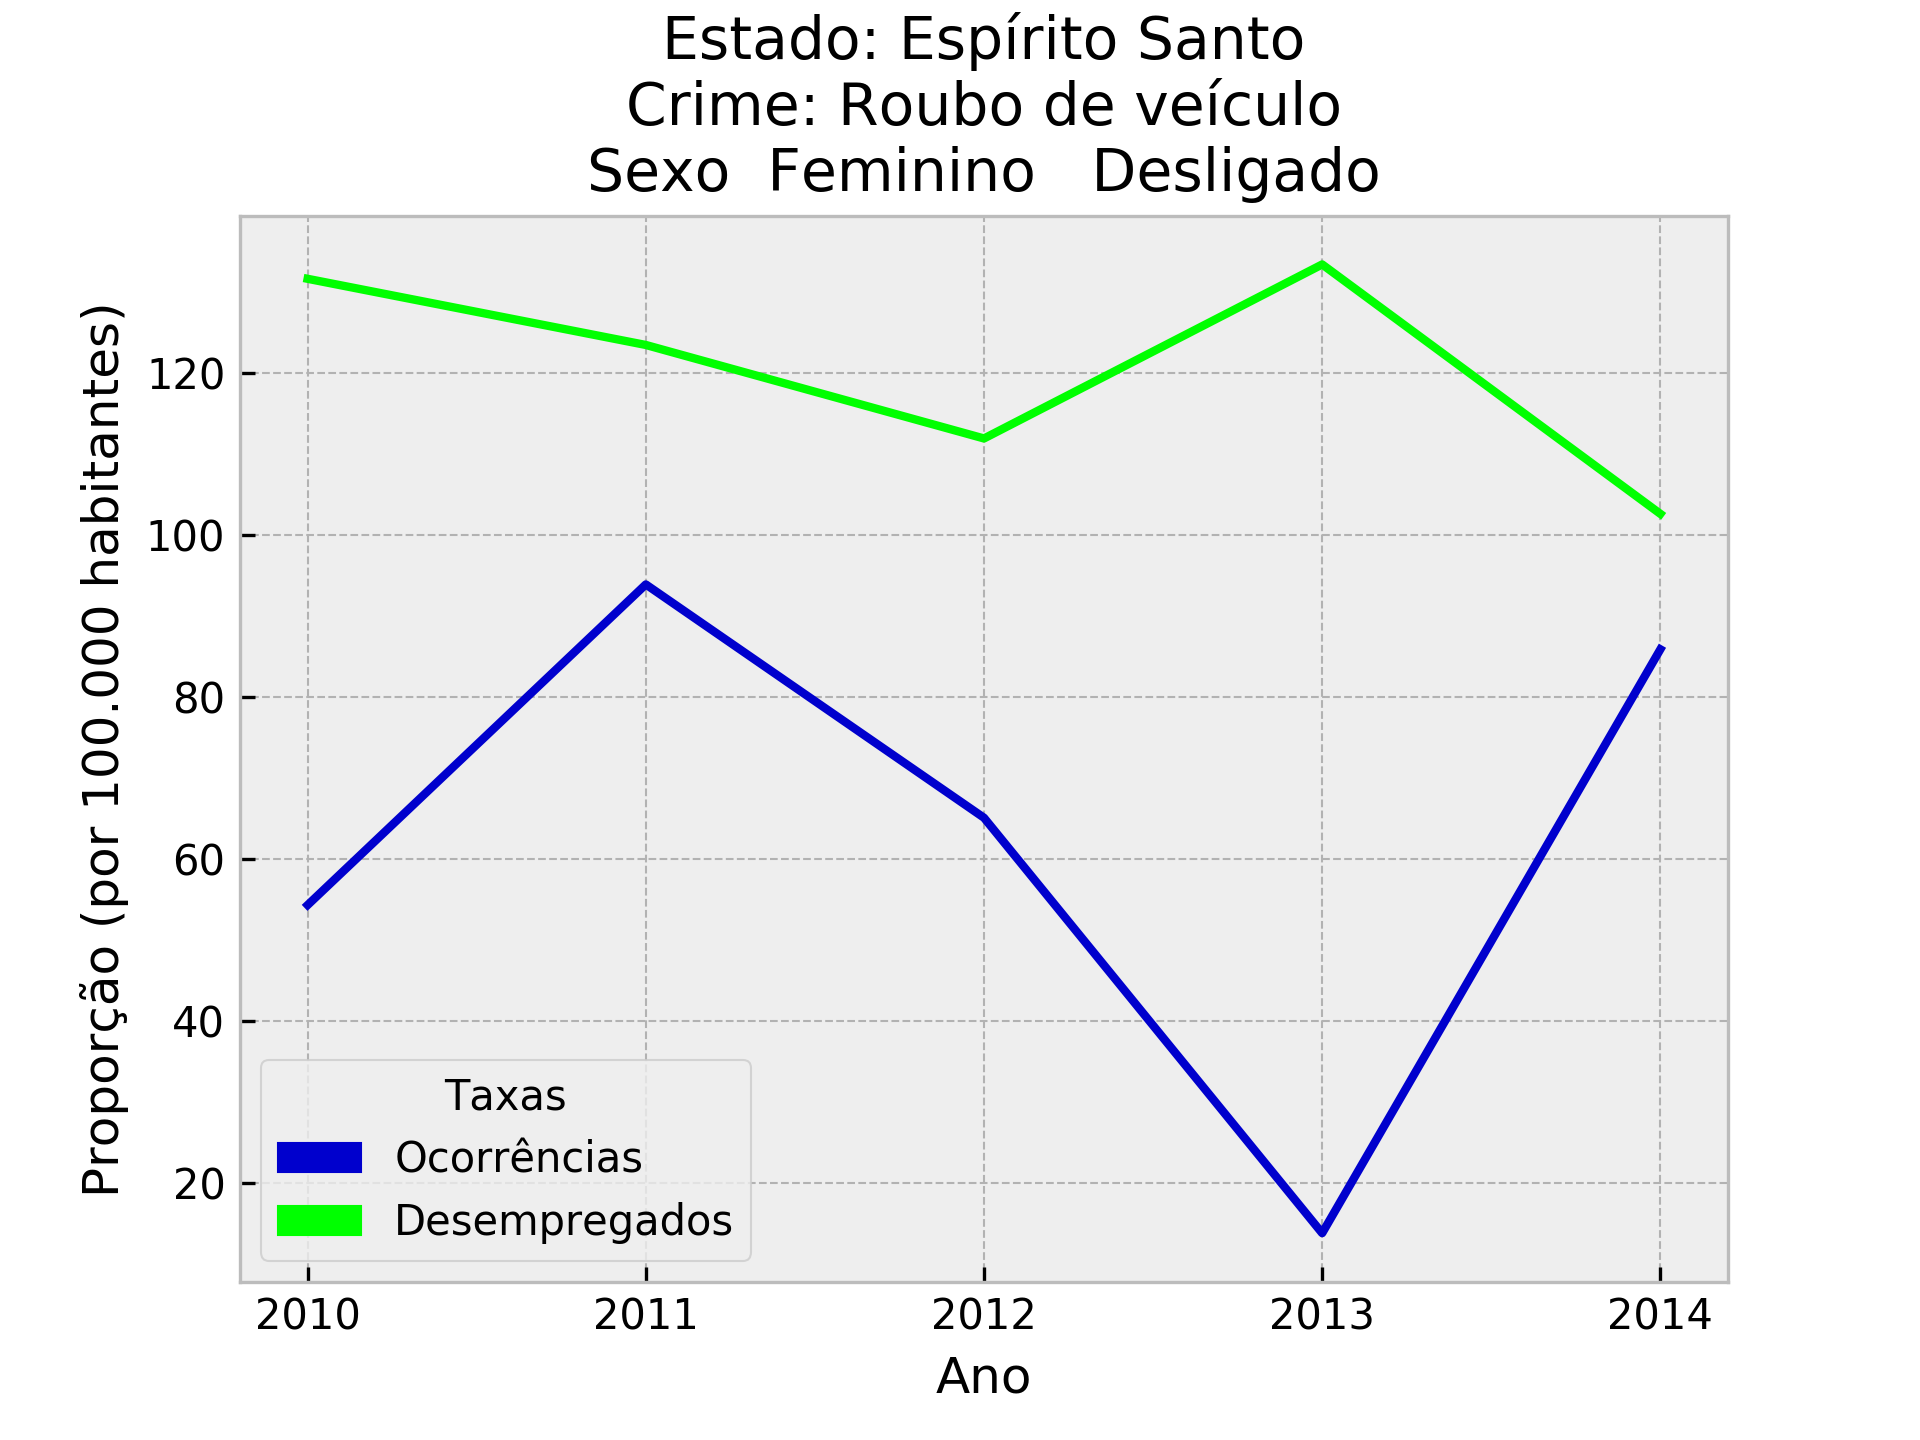 Estado: Espírito Santo
Crime: Roubo de veículo
Sexo  Feminino   Desligado
Proporção (por 100.000 habitantes)
120
100
80
60
40
20
Taxas
Ocorrências
Desempregados
2010
2011
2012
2013
2014
Ano